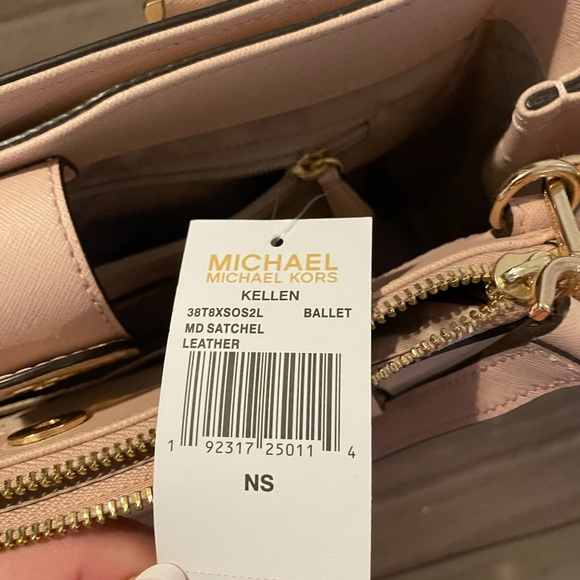 MICHAEL
MICHAEL KORS
KELLEN
38T8XSOS2L BALLET
MD SATCHEL
LEATHER
1 92317 25011 4
NS